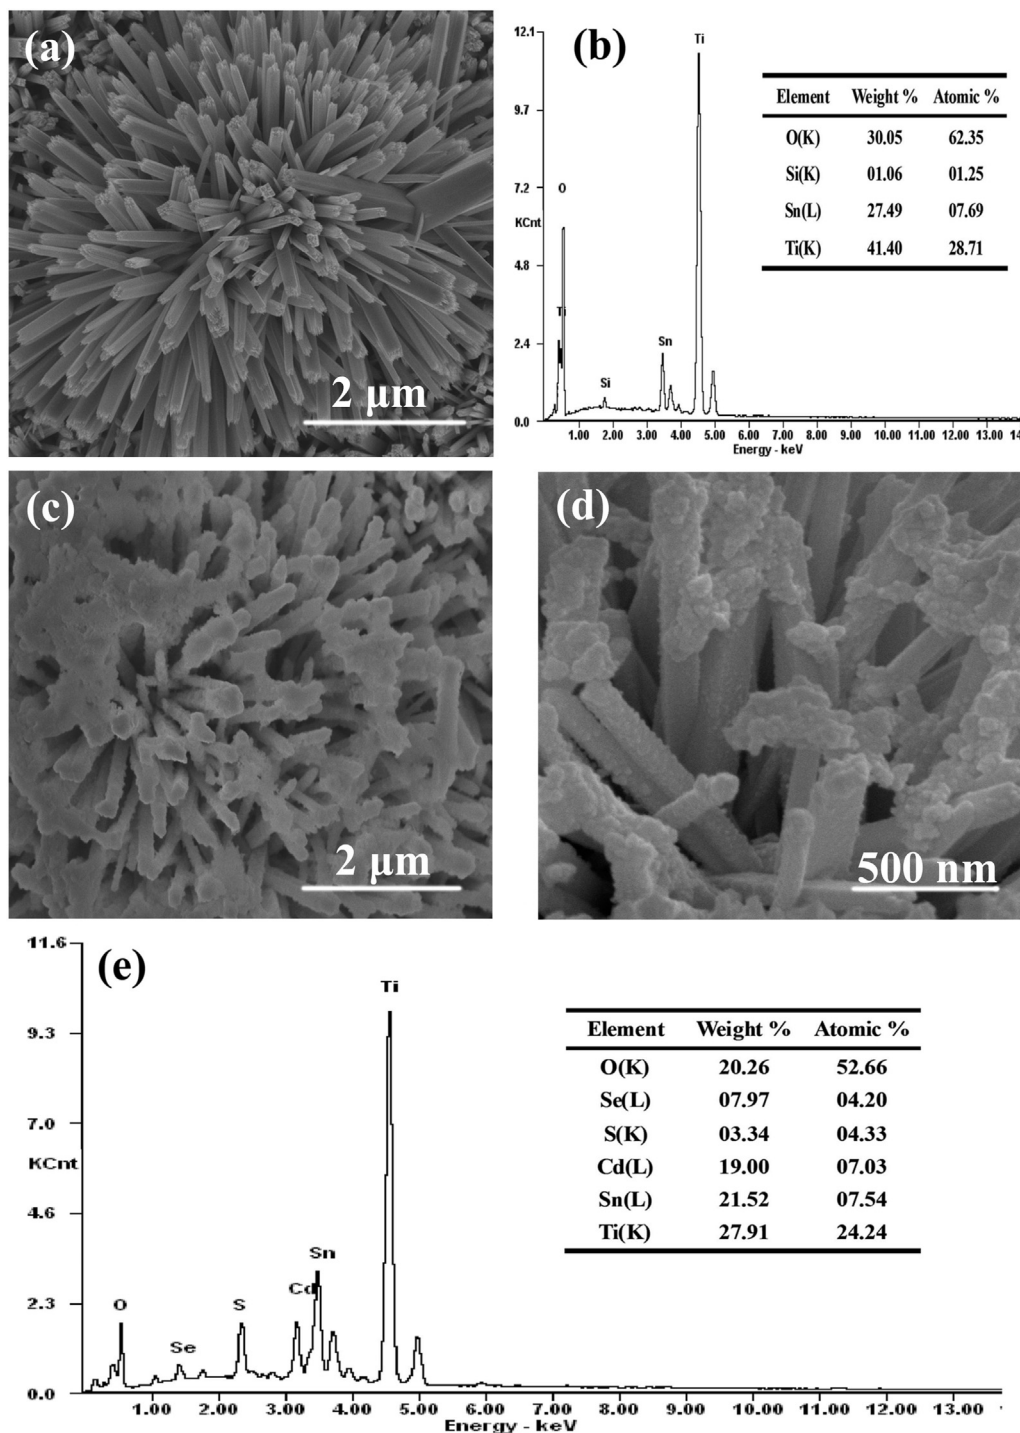 (a)
2 μm
(b)
12.1
9.7
7.2
KCnt
4.8
2.4
0.0
Ti
O
Ti
Si
Sn
1.00 2.00 3.00 4.00 5.00 6.00 7.00 8.00 9.00 10.00 11.00 12.00 13.00 14
Energy - keV
Element Weight % Atomic %
O(K) 30.05 62.35
Si(K) 01.06 01.25
Sn(L) 27.49 07.69
Ti(K) 41.40 28.71
(c)
2 μm
(d)
500 nm
(e)
11.6
9.3
7.0
KCnt
4.6
2.3
0.0
Ti
Sn
Cd
O
S
Se
1.00 2.00 3.00 4.00 5.00 6.00 7.00 8.00 9.00 10.00 11.00 12.00 13.00
Energy - keV
Element Weight % Atomic %
O(K) 20.26 52.66
Se(L) 07.97 04.20
S(K) 03.34 04.33
Cd(L) 19.00 07.03
Sn(L) 21.52 07.54
Ti(K) 27.91 24.24